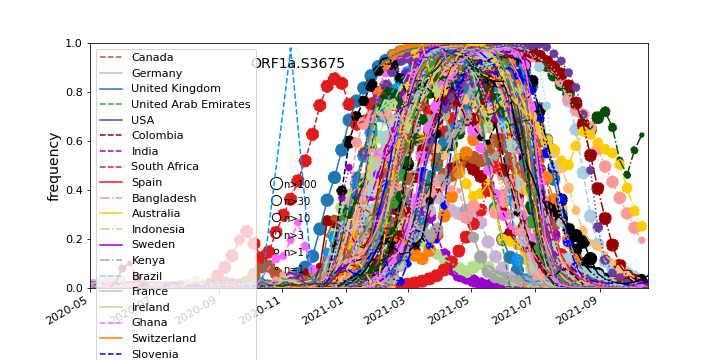 ORF1a.S3675
frequency
1.0
0.8
0.6
0.4
0.2
0.0
Canada
Germany
United Kingdom
United Arab Emirates
USA
Colombia
India
South Africa
Spain
Bangladesh
Australia
Indonesia
Sweden
Kenya
Brazil
France
Ireland
Ghana
Switzerland
Slovenia
n>100
n>30
n>10
n>3
n>1
n=1
2020-05
2020-09
2020-11
2021-01
2021-03
2021-05
2021-07
2021-09